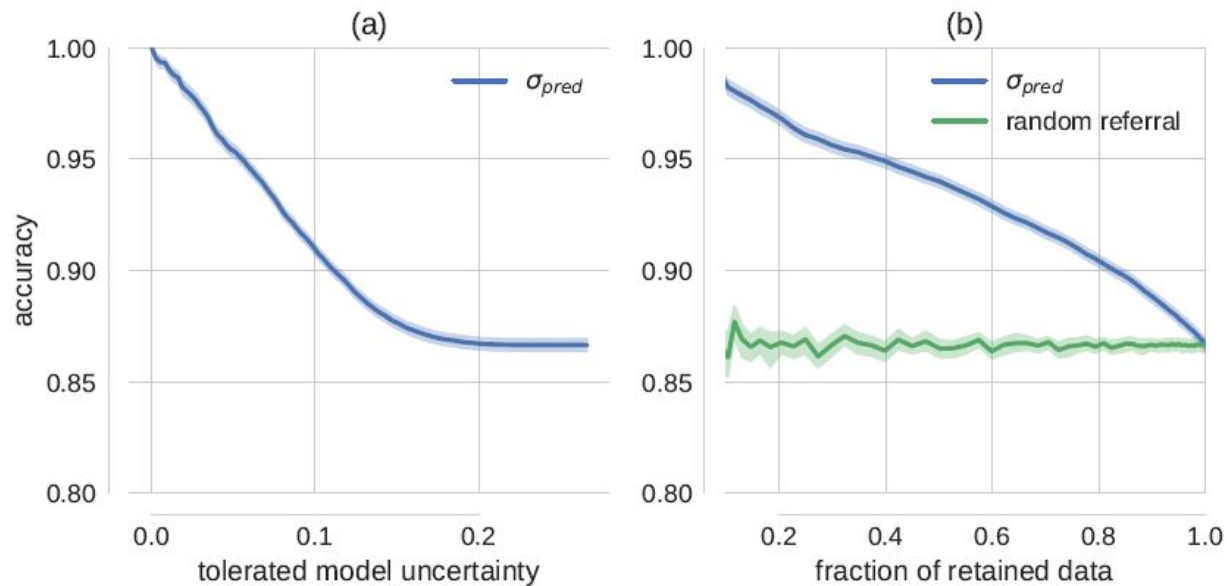 (a)
accuracy
1.00
0.95
0.90
0.85
0.80
σpred
0.0 0.1 0.2
tolerated model uncertainty
(b)
1.00
0.95
0.90
0.85
0.80
σpred
random referral
0.2 0.4 0.6 0.8 1.0
fraction of retained data